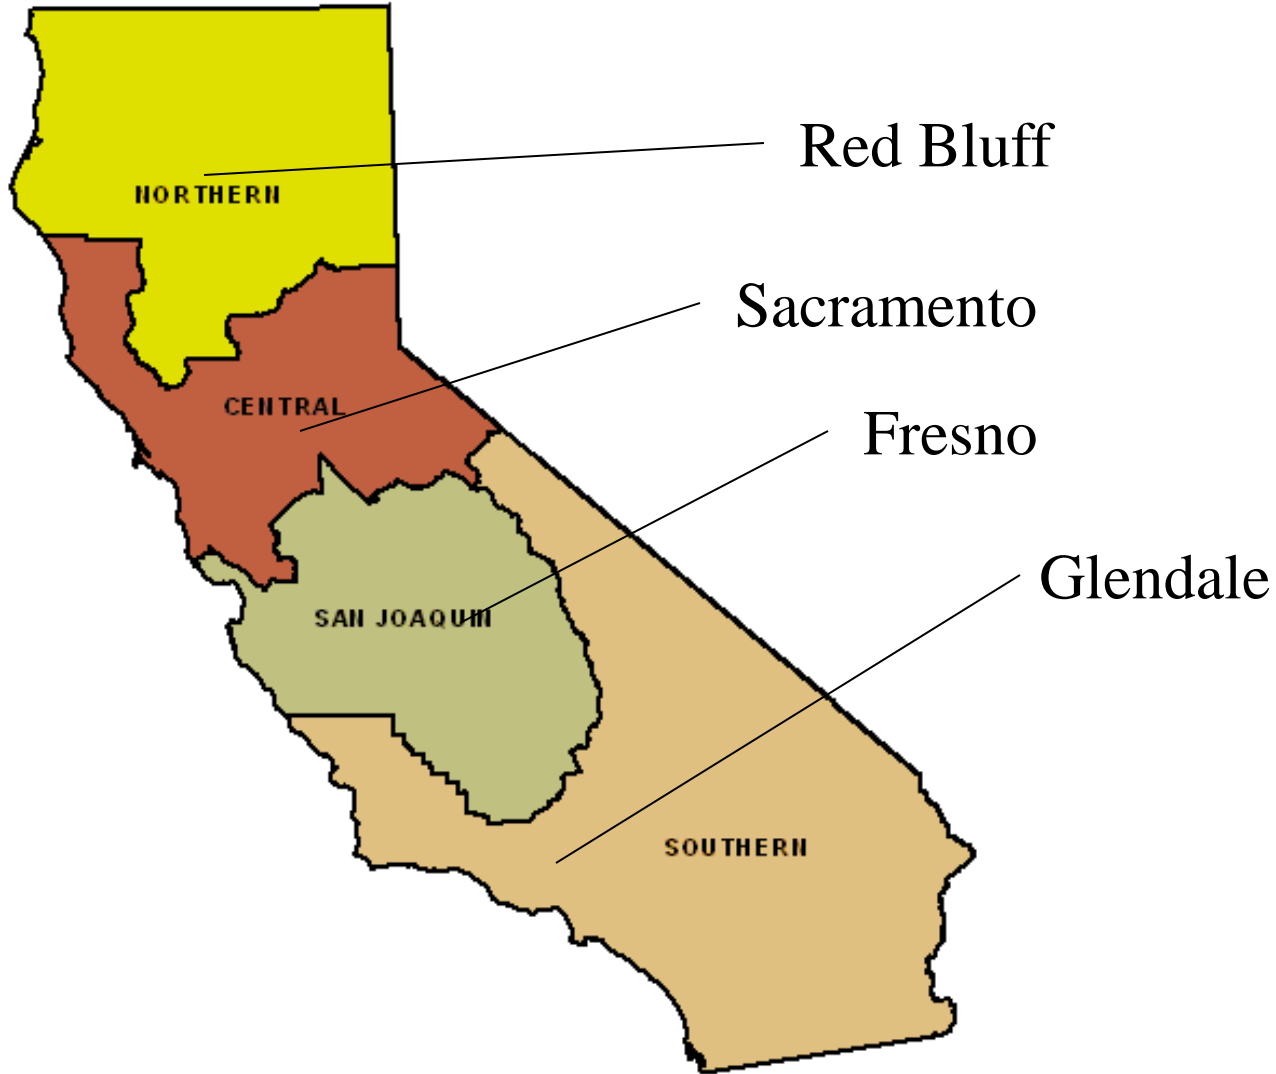 Red Bluff
NORTHERN
Sacramento
CENTRAL
Fresno
Glendale
SAN JOAQUIN
SOUTHERN